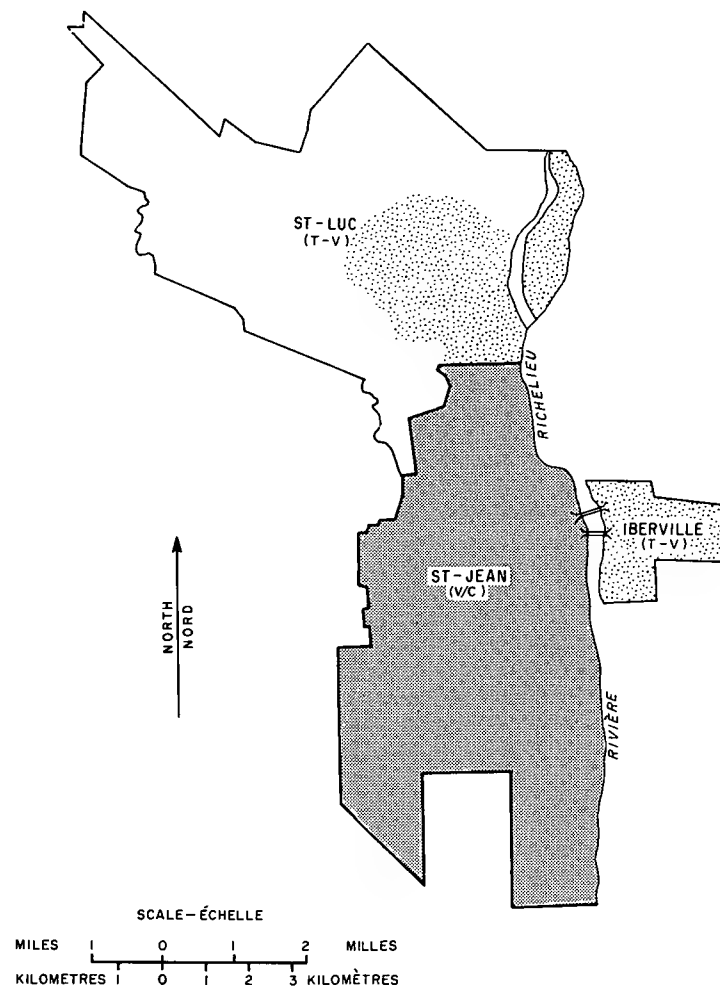 ST-LUC
(T-V)
RICHELIEU
IBERVILLE
(T-V)
ST-JEAN
(V/C)
NORTH
NORD
RIVIÈRE
SCALE-ÉCHELLE
MILES 1 0 1 2 MILLES
KILOMETRES 1 0 1 2 3 KILOMÈTRES